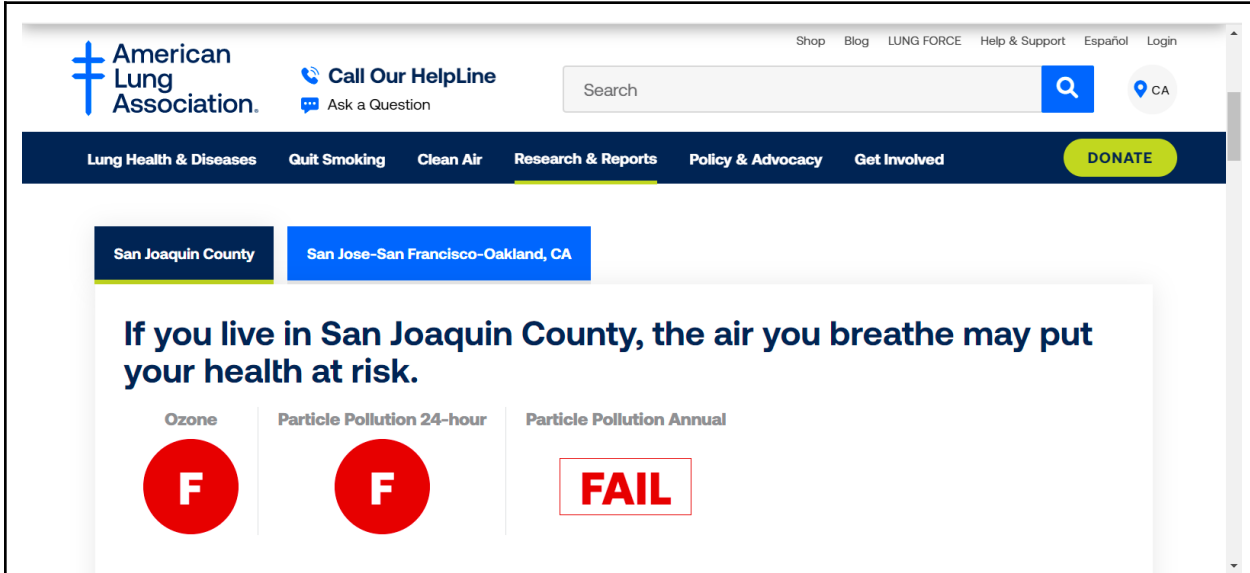 American
Lung
Association.
Call Our HelpLine
Ask a Question
Shop Blog LUNG FORCE Help & Support Español Login
Search
CA
Lung Health & Diseases Quit Smoking Clean Air Research & Reports Policy & Advocacy Get Involved DONATE
San Joaquin County San Jose-San Francisco-Oakland, CA
If you live in San Joaquin County, the air you breathe may put
your health at risk.
Ozone Particle Pollution 24-hour Particle Pollution Annual
F F FAIL